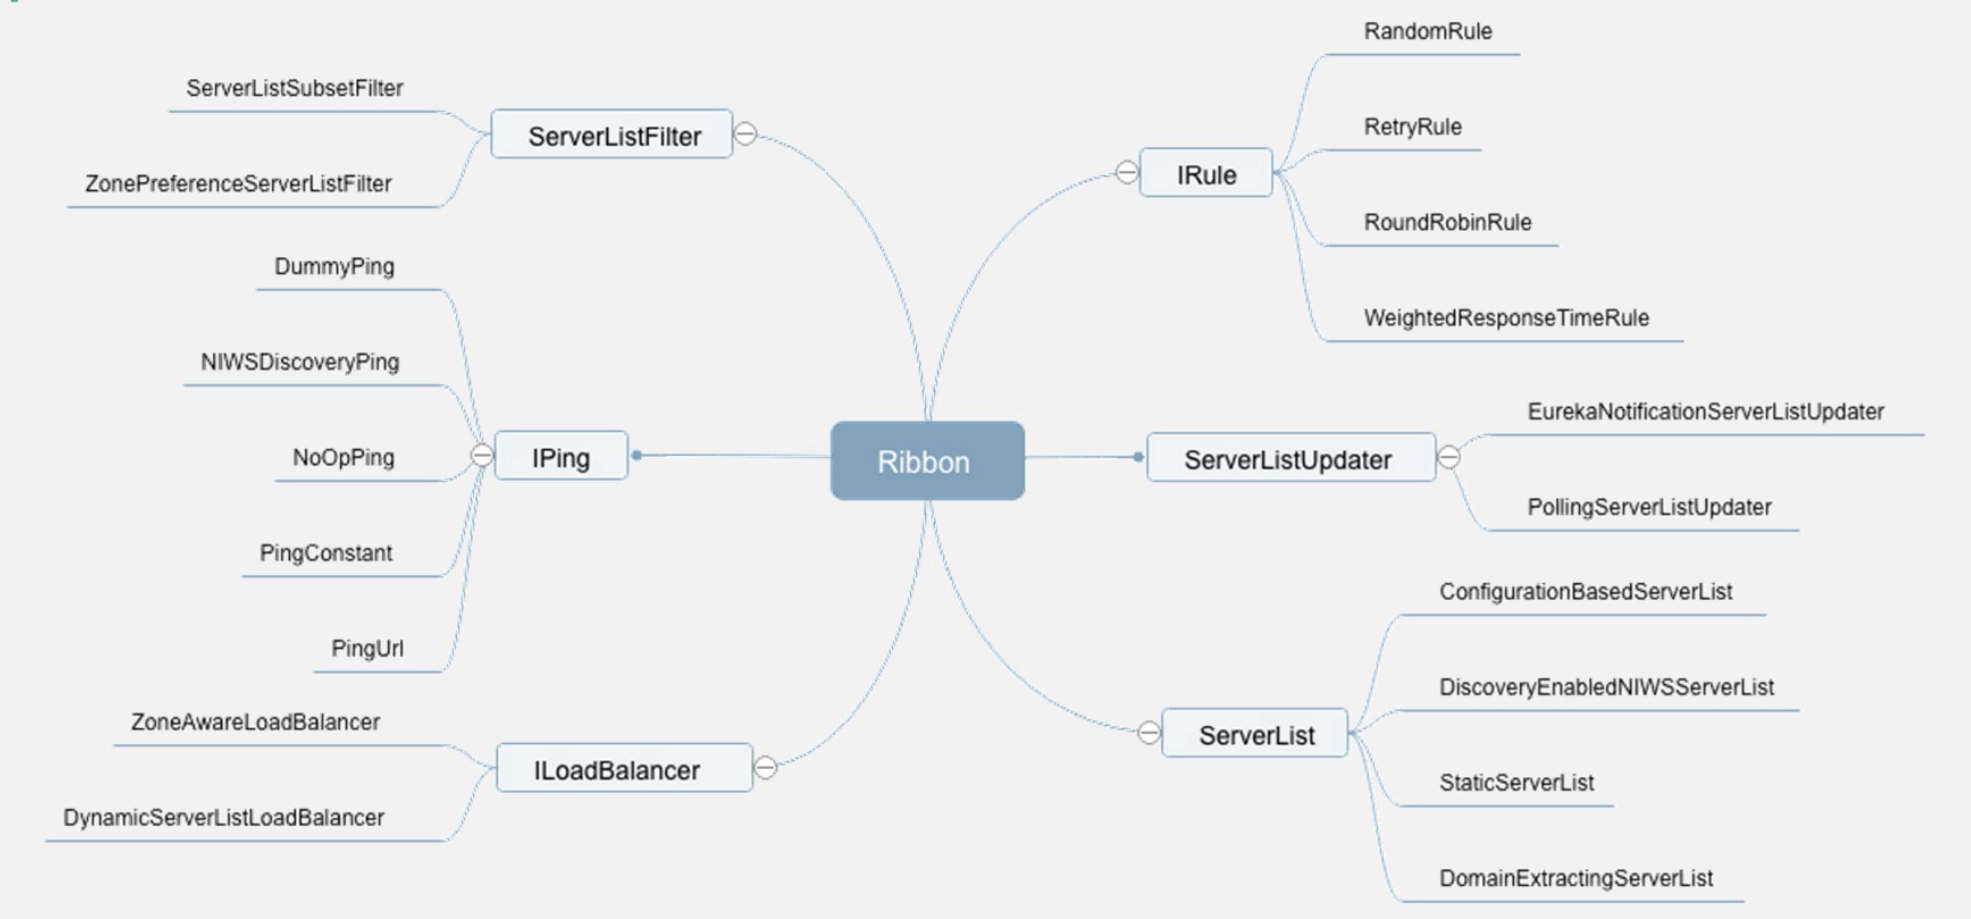 Ribbon
ServerListFilter
ServerListSubsetFilter
ZonePreferenceServerListFilter
IPing
DummyPing
NIWSDiscoveryPing
NoOpPing
PingConstant
PingUrl
ILoadBalancer
ZoneAwareLoadBalancer
DynamicServerListLoadBalancer
IRule
RandomRule
RetryRule
RoundRobinRule
WeightedResponseTimeRule
ServerListUpdater
EurekaNotificationServerListUpdater
PollingServerListUpdater
ServerList
ConfigurationBasedServerList
DiscoveryEnabledNIWSServerList
StaticServerList
DomainExtractingServerList